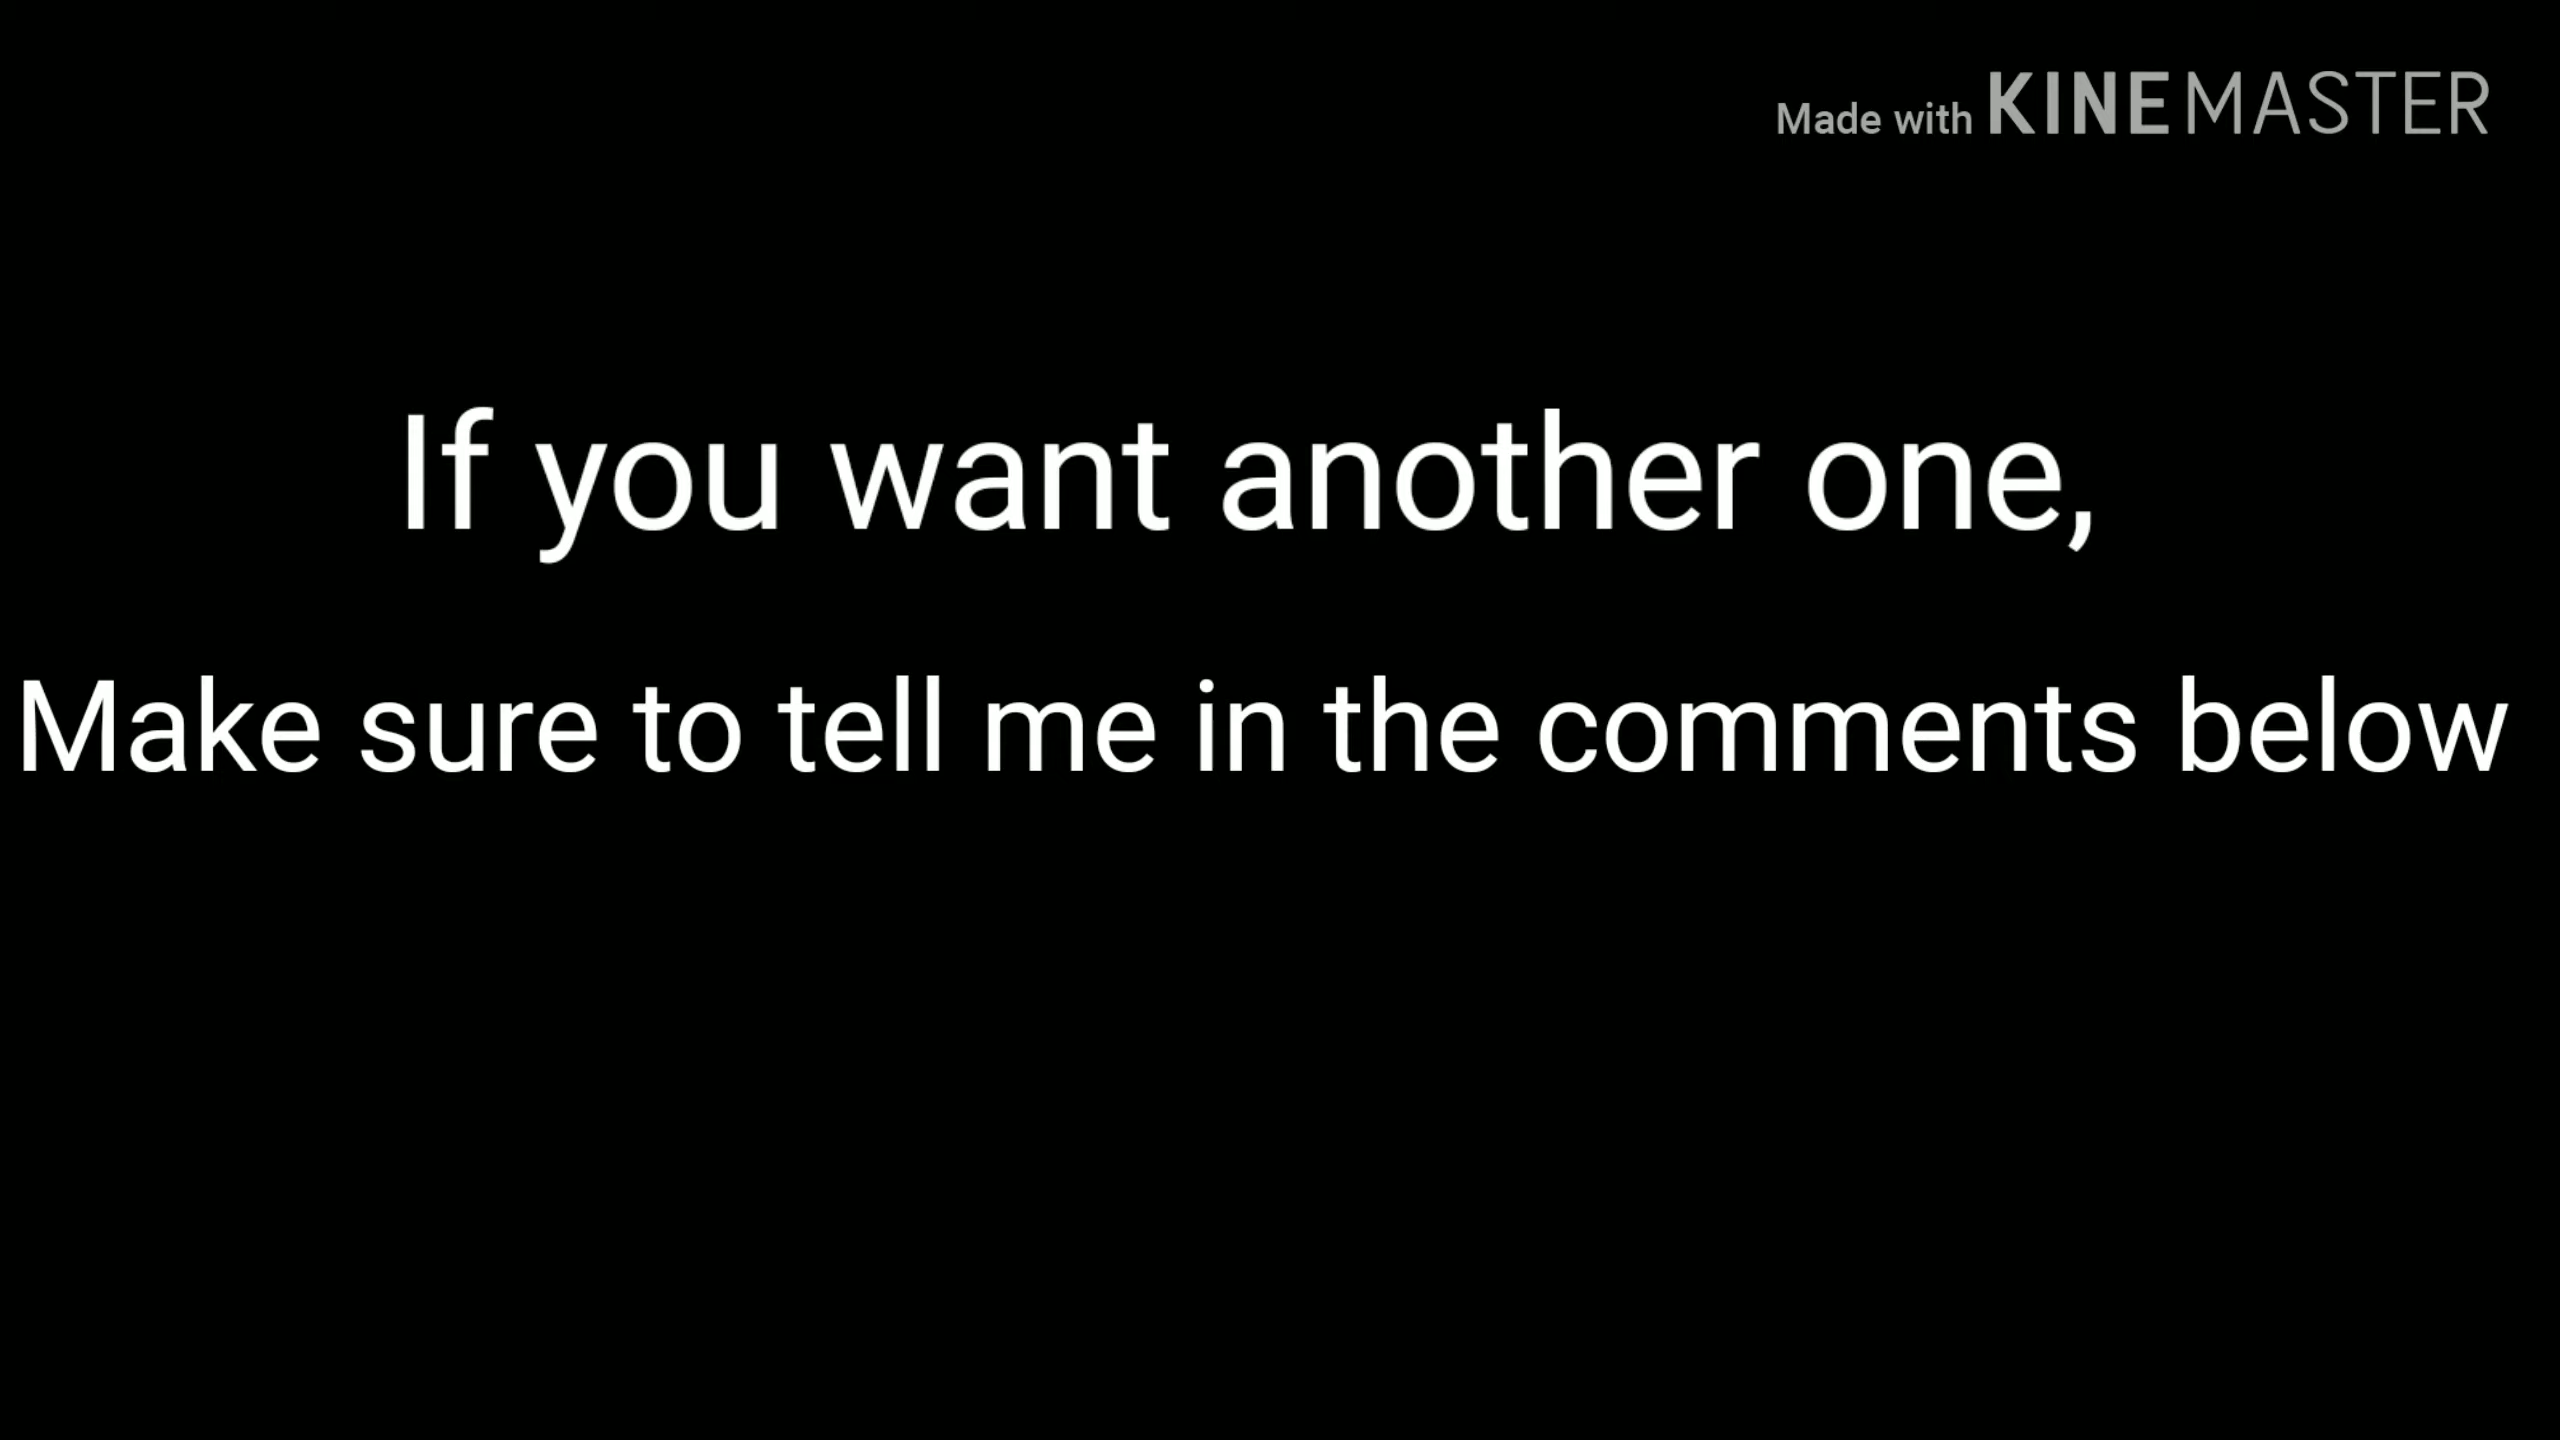 Made with KINEMASTER
If you want another one,
Make sure to tell me in the comments below